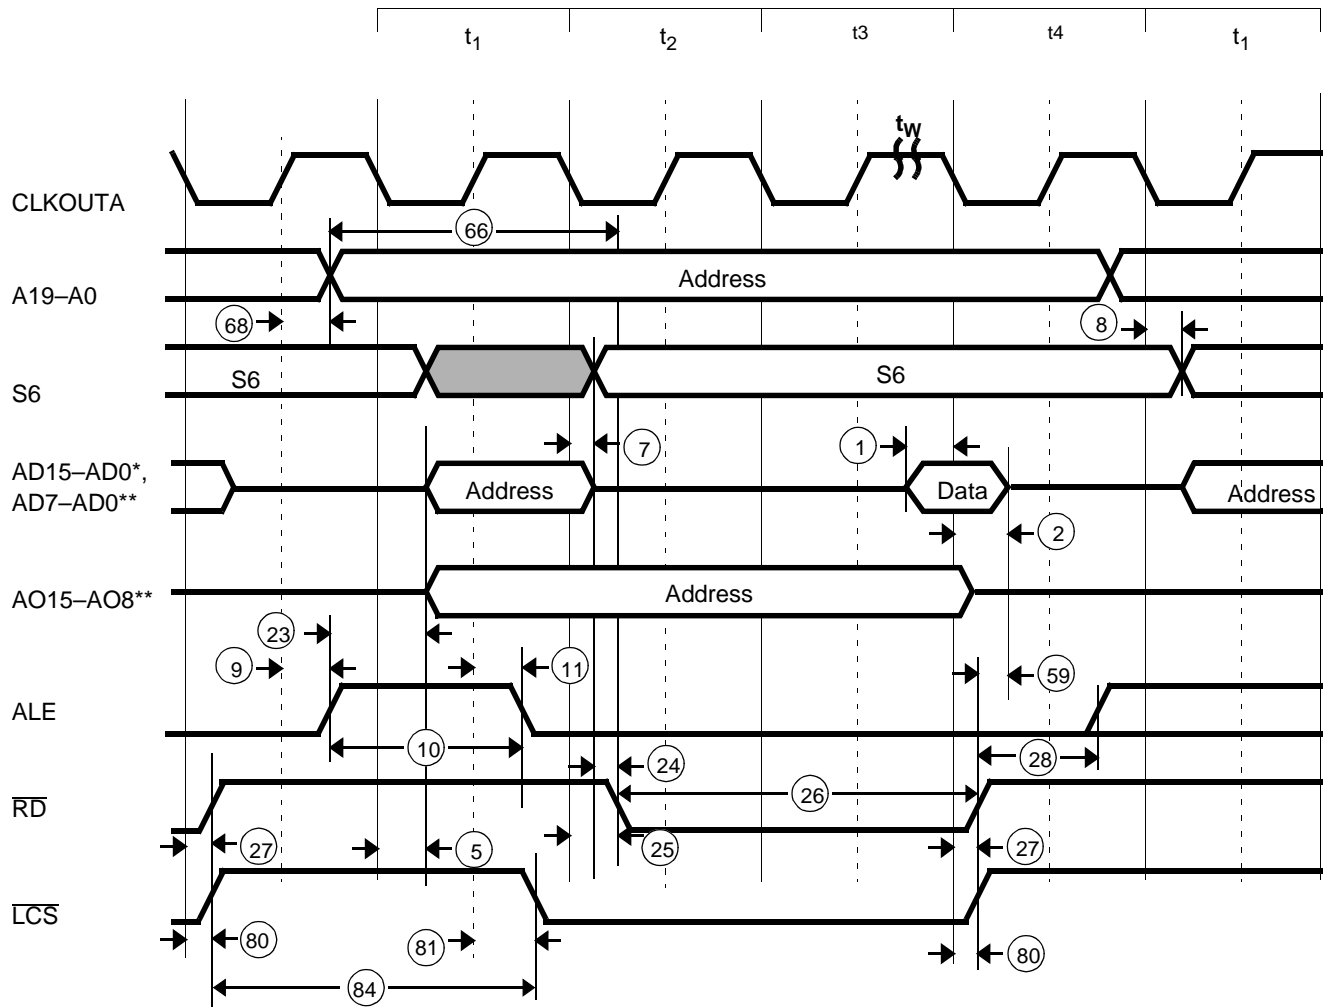 t1 t2 t3 t4 t1
tW
CLKOUTA
66
A19–A0 Address
68 8
S6 S6 S6
7 1
AD15–AD0*,
AD7–AD0** Address Data Address
2
AO15–AO8** Address
23
9 11 59
ALE
10 28
24
RD 26
27 5 25 27
LCS
80 81 80
84